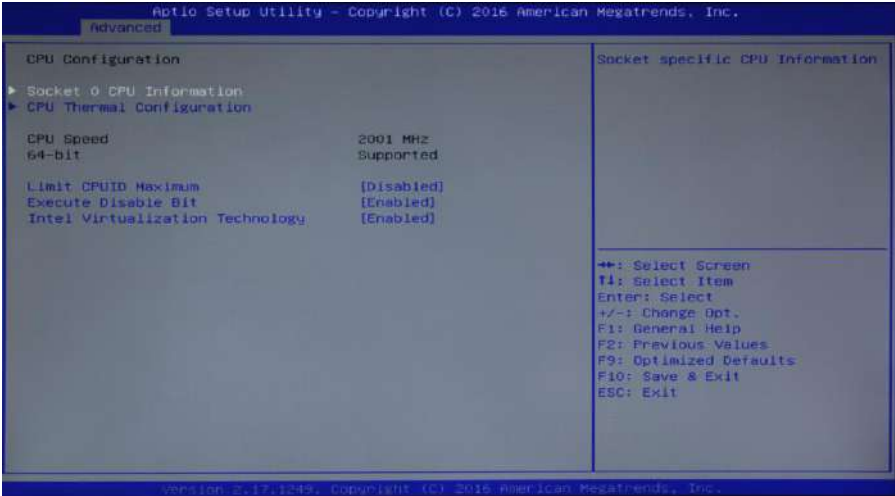 Aptio Setup Utility – Copyright (C) 2016 American Megatrends, Inc.
Advanced
CPU Configuration
Socket 0 CPU Information
CPU Thermal Configuration
CPU Speed 2001 MHz
64-bit Supported
Limit CPUID Maximum [Disabled]
Execute Disable Bit [Enabled]
Intel Virtualization Technology [Enabled]
Socket specific CPU Information
→←: Select Screen
↑↓: Select Item
Enter: Select
+/-: Change Opt.
F1: General Help
F2: Previous Values
F9: Optimized Defaults
F10: Save & Exit
ESC: Exit
Version 2.17.1249. Copyright (C) 2016 American Megatrends, Inc.